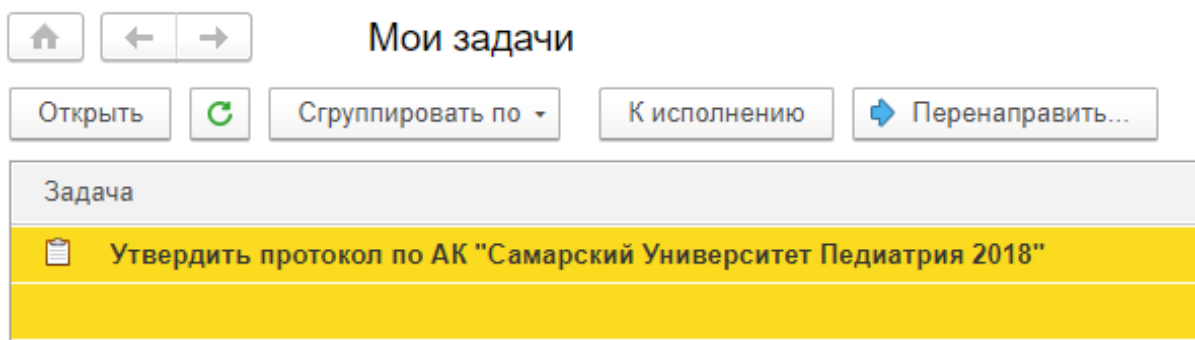 Мои задачи
Открыть Сгруппировать по К исполнению Перенаправить...
Задача
Утвердить протокол по АК "Самарский Университет Педиатрия 2018"